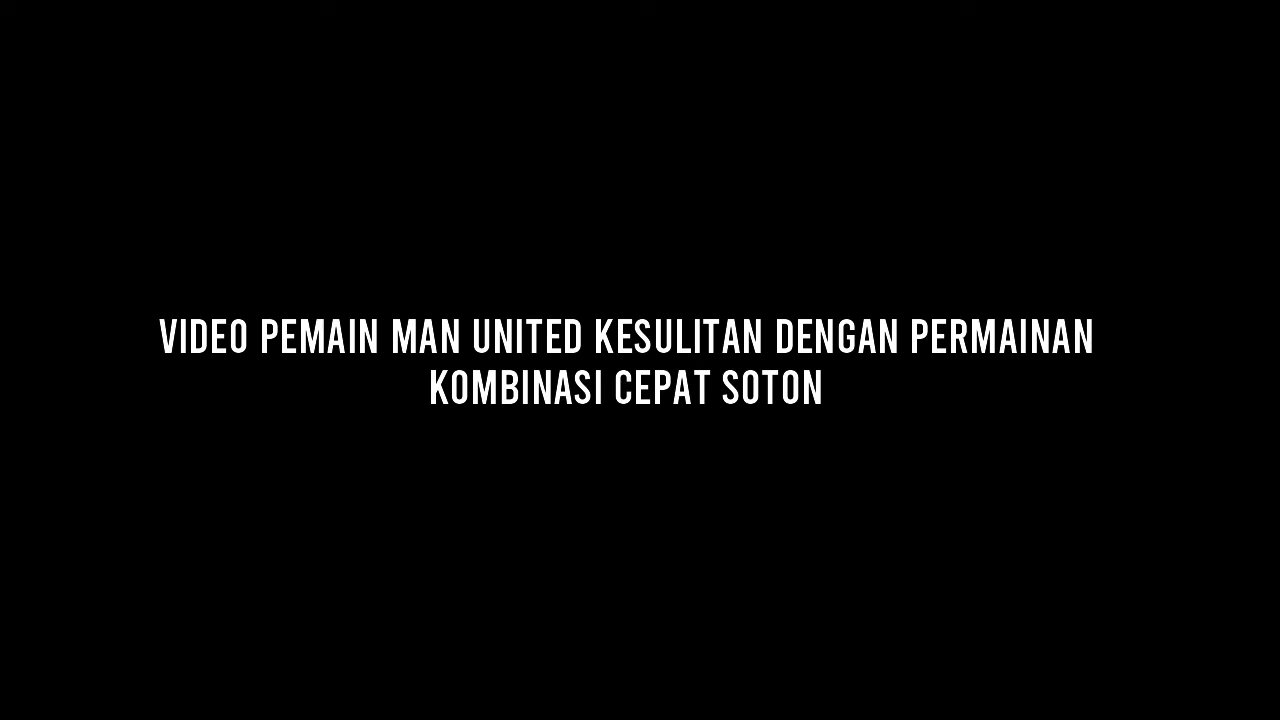 VIDEO PEMAIN MAN UNITED KESULITAN DENGAN PERMAINAN
KOMBINASI CEPAT SOTON